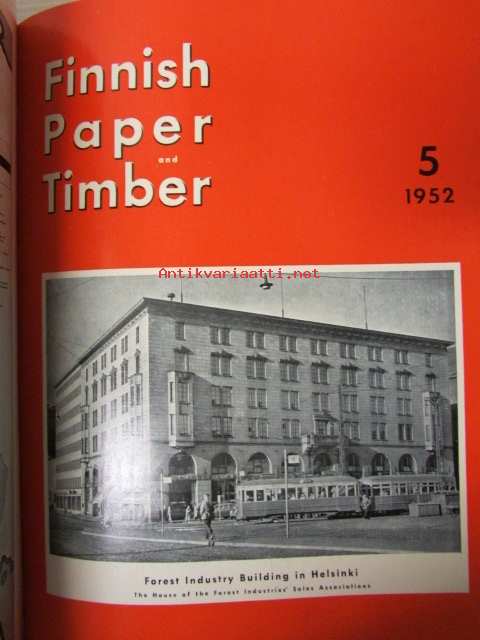 Finnish
Paper
and
Timber
5
1952
Antikvariaatti.net
Forest Industry Building in Helsinki
The House of the Forest Industries' Sales Associations